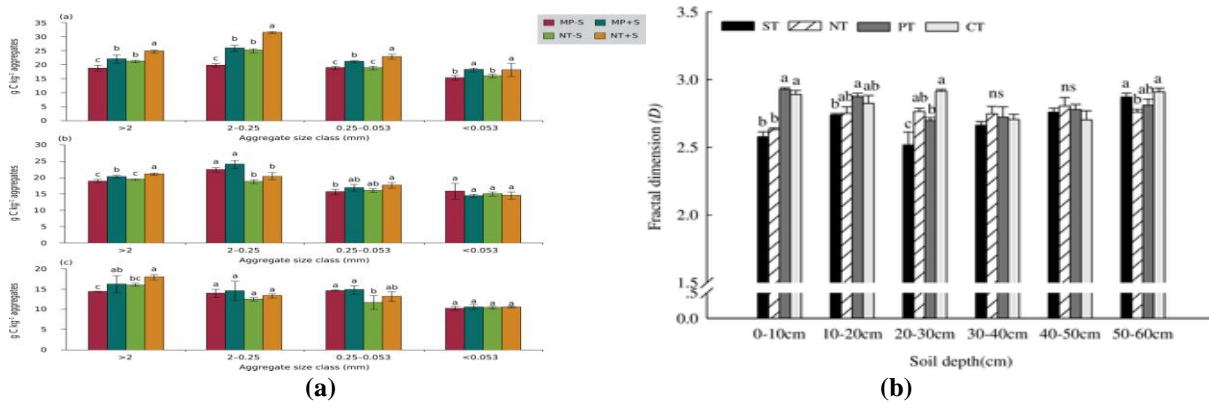 (a)
MP-S MP+S
NT-S NT+S
g C kg-1 aggregates
35
30
25
20
15
10
5
0
c b b a
c b b a
c b c a
b a b a
>2 2–0.25 0.25–0.053 <0.053
Aggregate size class (mm)
(b)
g C kg-1 aggregates
30
25
20
15
10
5
0
c b c a
a a b b
b ab ab a
a a a a
>2 2–0.25 0.25–0.053 <0.053
Aggregate size class (mm)
(c)
g C kg-1 aggregates
20
15
10
5
0
c ab bc a
a a a a
a a b ab
a a a a
>2 2–0.25 0.25–0.053 <0.053
Aggregate size class (mm)
(a)
ST NT PT CT
Fractal dimension (D)
3.5
3.0
2.5
2.0
1.5
.5
0.0
b b a a
b ab a ab
c ab b a
ns
ns
a b ab a
0-10cm 10-20cm 20-30cm 30-40cm 40-50cm 50-60cm
Soil depth(cm)
(b)